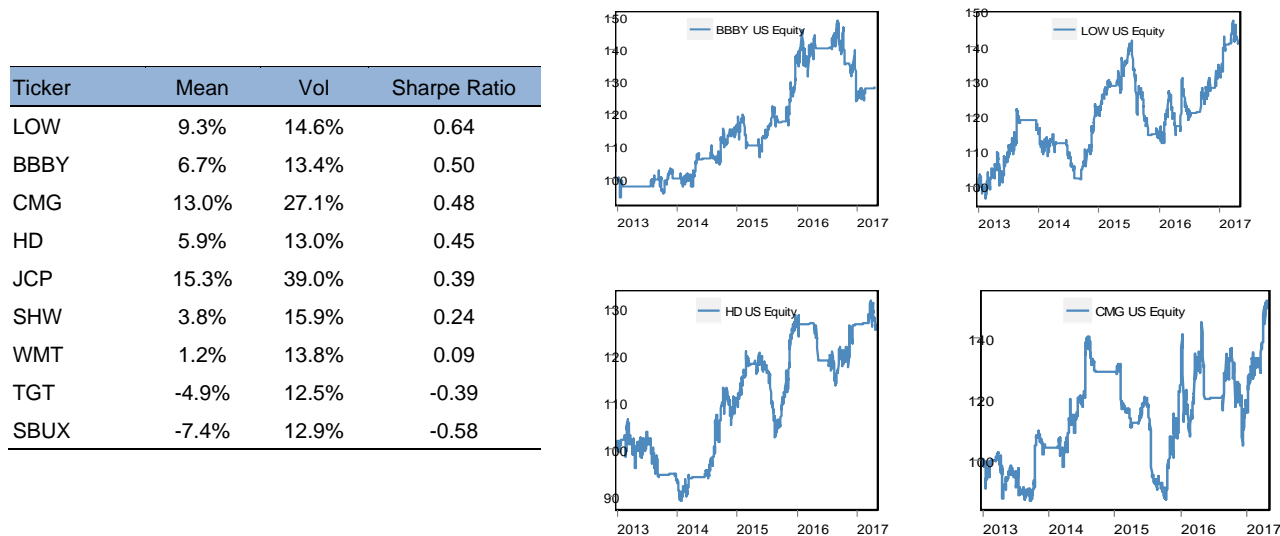 Ticker Mean Vol Sharpe Ratio
LOW 9.3% 14.6% 0.64
BBBY 6.7% 13.4% 0.50
CMG 13.0% 27.1% 0.48
HD 5.9% 13.0% 0.45
JCP 15.3% 39.0% 0.39
SHW 3.8% 15.9% 0.24
WMT 1.2% 13.8% 0.09
TGT -4.9% 12.5% -0.39
SBUX -7.4% 12.9% -0.58
BBBY US Equity
150
140
130
120
110
100
2013 2014 2015 2016 2017
LOW US Equity
150
140
130
120
110
100
2013 2014 2015 2016 2017
HD US Equity
130
120
110
100
90
2013 2014 2015 2016 2017
CMG US Equity
140
120
100
2013 2014 2015 2016 2017